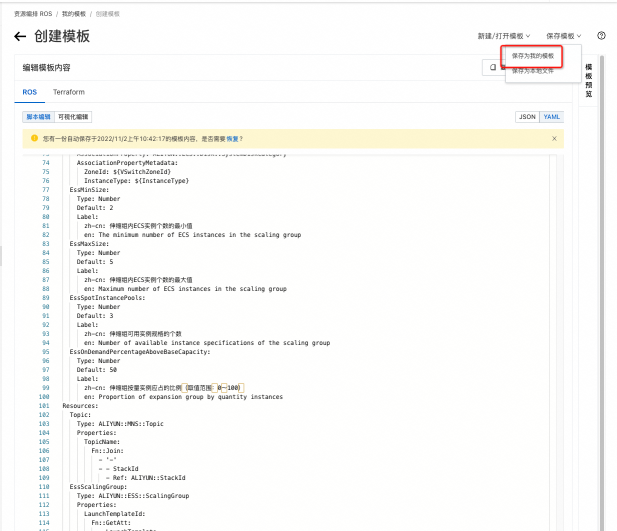 资源编排 ROS / 我的模板 / 创建模板
← 创建模板
新建/打开模板
保存模板
保存为我的模板
保存为本地文件
编辑模板内容
模板预览
ROS
Terraform
脚本编辑
可视化编辑
JSON
YAML
您有一份自动保存于2022/11/2上午10:42:17的模板内容，是否需要 恢复？
74 AssociationPropertyMetadata:
75 ZoneId: ${VSwitchZoneId}
76 InstanceType: ${InstanceType}
77 EssMinSize:
78 Type: Number
79 Default: 2
80 Label:
81 zh-cn: 伸缩组内ECS实例个数的最小值
82 en: The minimum number of ECS instances in the scaling group
83 EssMaxSize:
84 Type: Number
85 Default: 5
86 Label:
87 zh-cn: 伸缩组内ECS实例个数的最大值
88 en: Maximum number of ECS instances in the scaling group
89 EssSpotInstancePools:
90 Type: Number
91 Default: 3
92 Label:
93 zh-cn: 伸缩组可用实例规格的个数
94 en: Number of available instance specifications of the scaling group
95 EssOnDemandPercentageAboveBaseCapacity:
96 Type: Number
97 Default: 50
98 Label:
99 zh-cn: 伸缩组按量实例应占的比例（取值范围：0～100）
100 en: Proportion of expansion group by quantity instances
101 Resources:
102 Topic:
103 Type: ALIYUN::MNS::Topic
104 Properties:
105 TopicName:
106 Fn::Join:
107 - '-'
108 - - StackId
109 - Ref: ALIYUN::StackId
110 EssScalingGroup:
111 Type: ALIYUN::ESS::ScalingGroup
112 Properties:
113 LaunchTemplateId:
114 Fn::GetAtt: